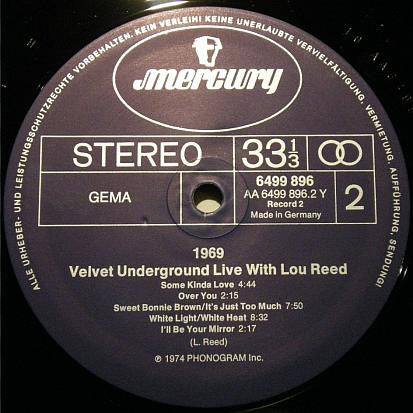 ALLE URHEBER- UND LEISTUNGSSCHUTZRECHTE VORBEHALTEN. KEIN VERLEIH! KEINE UNERLAUBTE VERVIELFÄLTIGUNG, VERMIETUNG, AUFFÜHRUNG, SENDUNG!
mercury
STEREO 33 1/3
GEMA
6499 896
AA 6499 896.2 Y
Record 2
Made in Germany
2
1969
Velvet Underground Live With Lou Reed
Some Kinda Love 4:44
Over You 2:15
Sweet Bonnie Brown/It's Just Too Much 7:50
White Light/White Heat 8:32
I'll Be Your Mirror 2:17
(L. Reed)
℗ 1974 PHONOGRAM Inc.